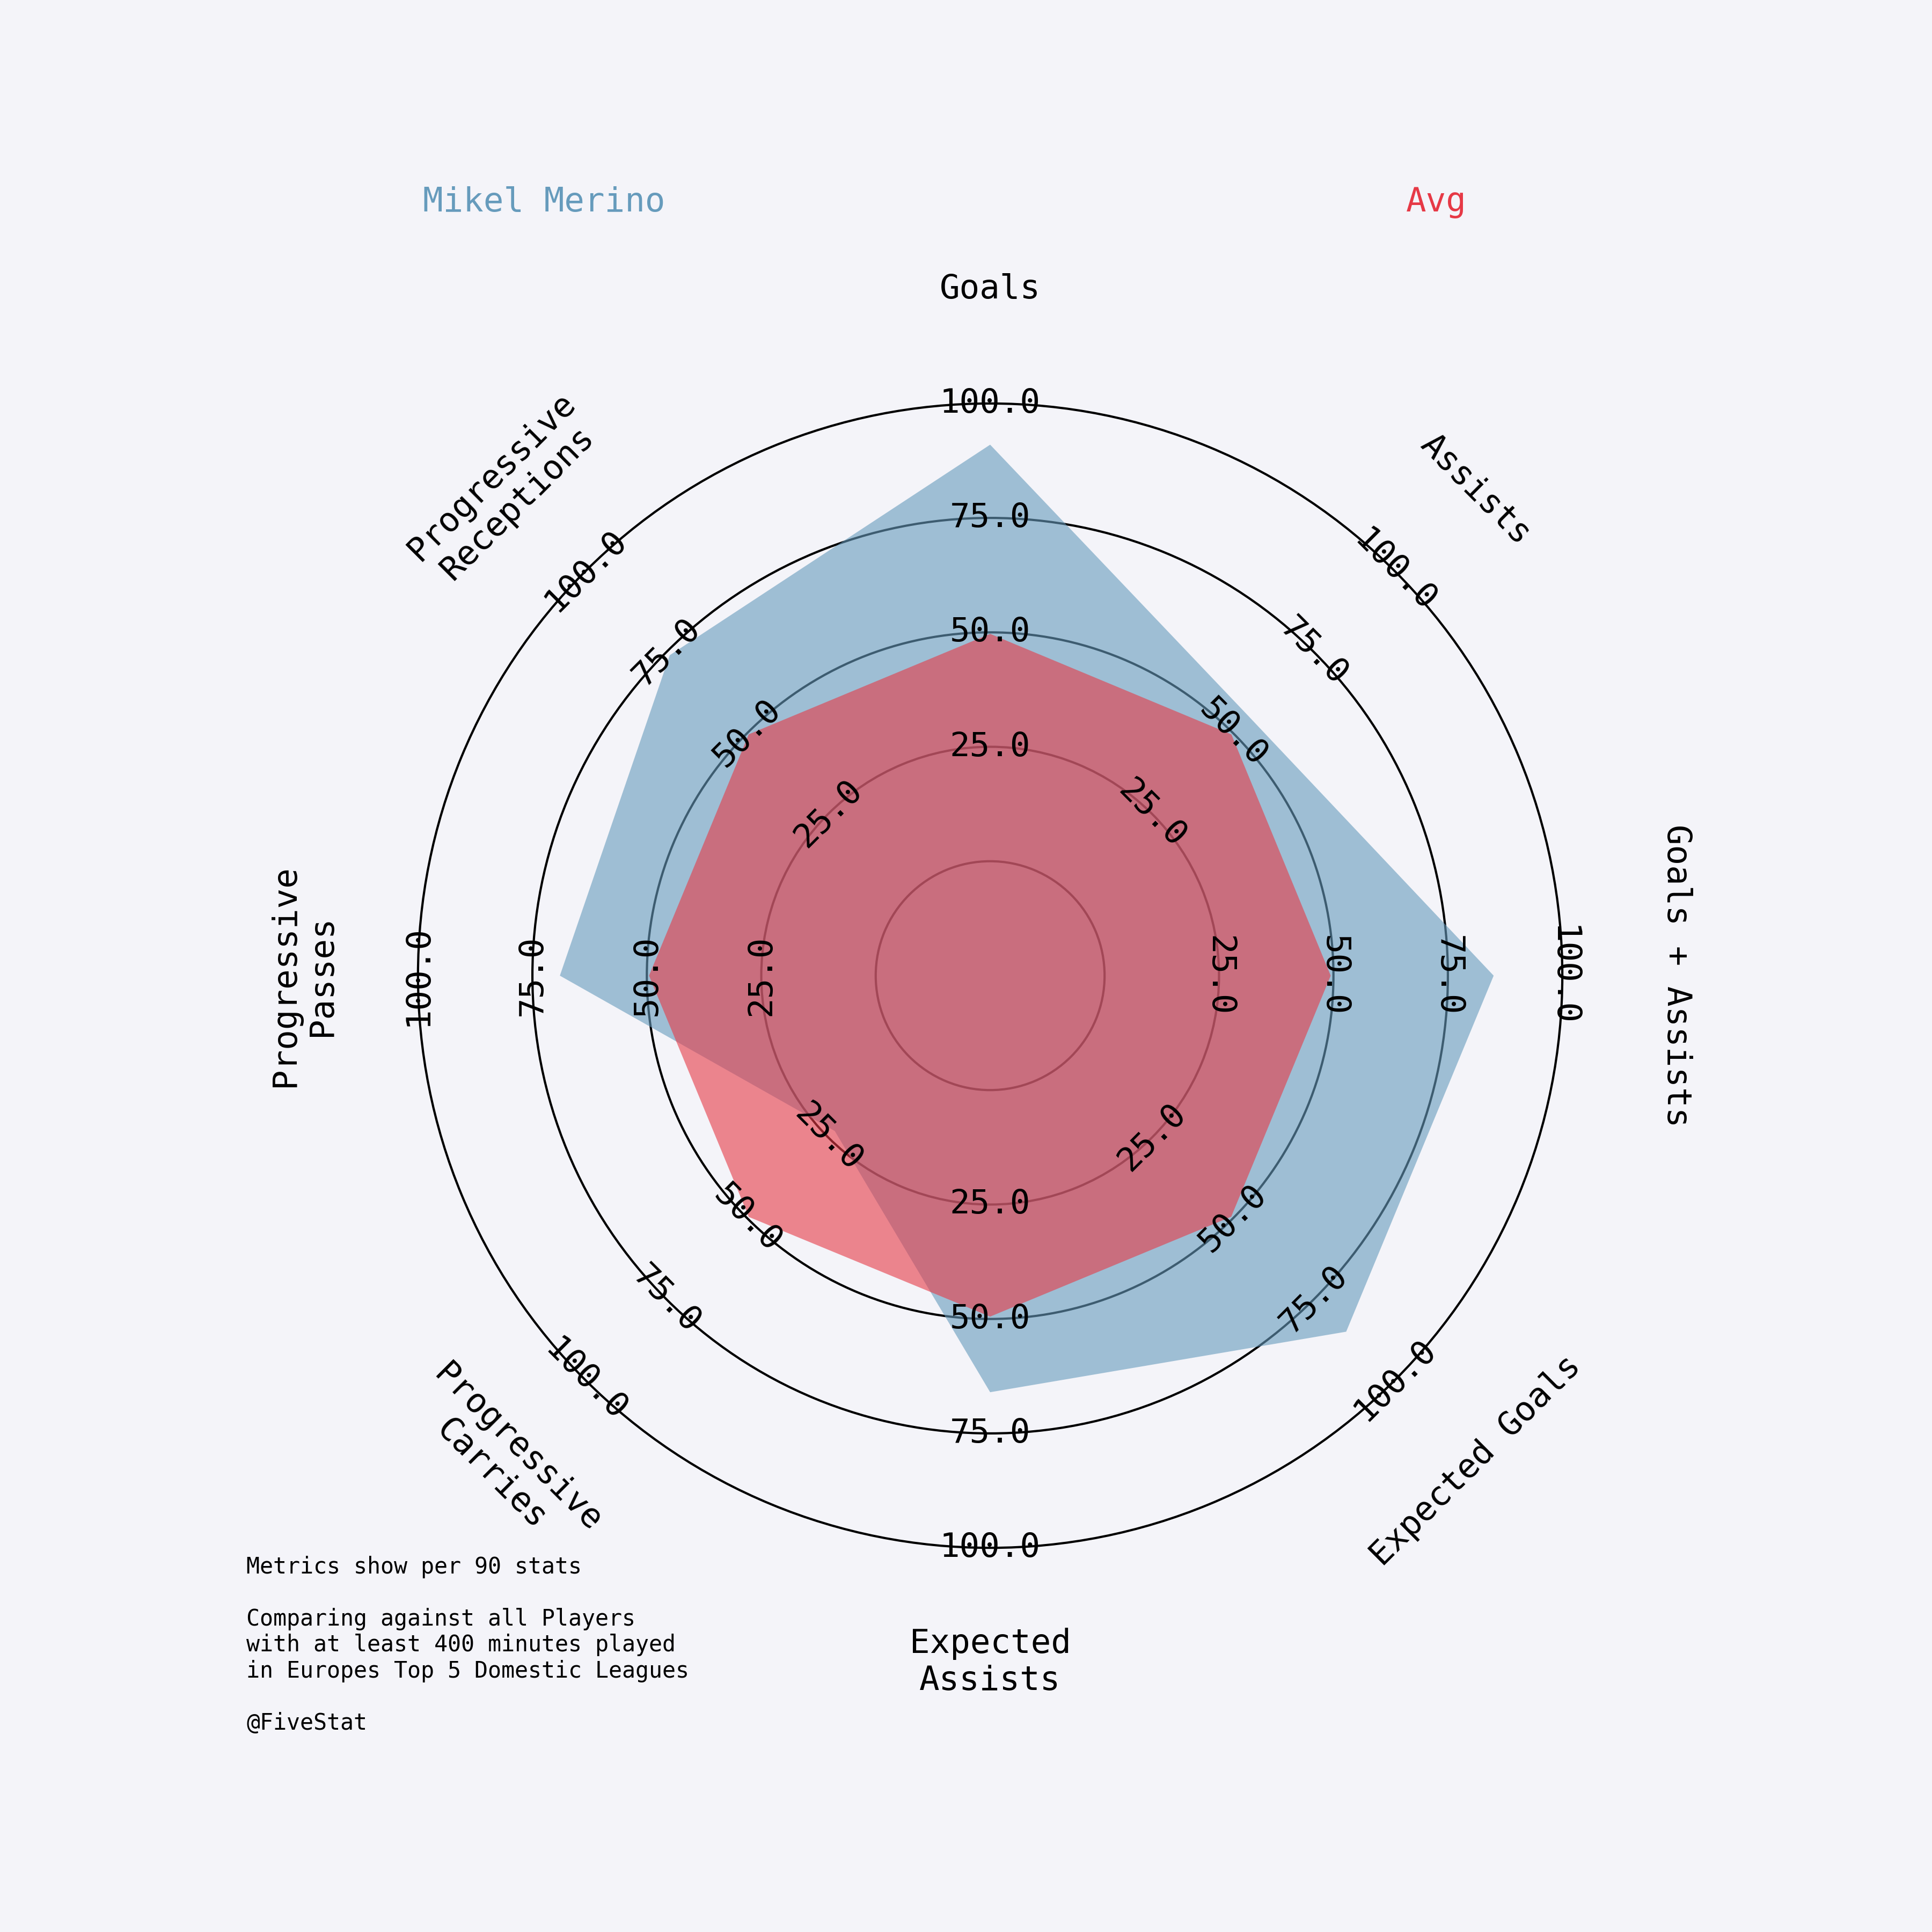 Mikel Merino
Avg
Goals
Assists
Goals + Assists
Expected Goals
Expected
Assists
Progressive
Carries
Progressive
Passes
Progressive
Receptions
25.0
50.0
75.0
100.0
25.0
50.0
75.0
100.0
25.0
50.0
75.0
100.0
25.0
50.0
75.0
100.0
25.0
50.0
75.0
100.0
25.0
50.0
75.0
100.0
25.0
50.0
75.0
100.0
25.0
50.0
75.0
100.0
Metrics show per 90 stats
Comparing against all Players
with at least 400 minutes played
in Europes Top 5 Domestic Leagues
@FiveStat